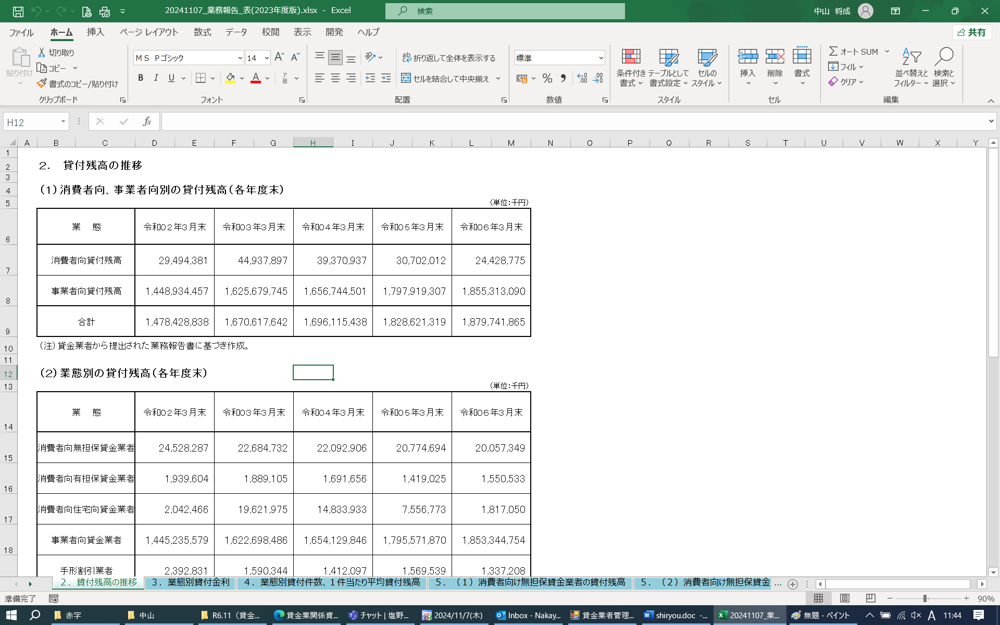 20241107_業務報告_表(2023年度版).xlsx - Excel
検索
中山 将成
ファイル ホーム 挿入 ページ レイアウト 数式 データ 校閲 表示 開発 ヘルプ
共有
貼り付け
切り取り
コピー
書式のコピー/貼り付け
クリップボード
ＭＳ Ｐゴシック 14
B I U
フォント
折り返して全体を表示する
セルを結合して中央揃え
配置
標準
数値
条件付き書式
テーブルとして書式設定
セルのスタイル
スタイル
挿入 削除 書式
セル
オート SUM
フィル
クリア
並べ替えとフィルター
検索と選択
編集
H12
fx
A B C D E F G H I J K L M N O P Q R S T U V W X Y
1
2 ２．　貸付残高の推移
3
4 （１）消費者向、事業者向別の貸付残高（各年度末）
5 （単位：千円）
6 業　態 令和０２年３月末 令和０３年３月末 令和０４年３月末 令和０５年３月末 令和０６年３月末
7 消費者向貸付残高 29,494,381 44,937,897 39,370,937 30,702,012 24,428,775
8 事業者向貸付残高 1,448,934,457 1,625,679,745 1,656,744,501 1,797,919,307 1,855,313,090
9 合計 1,478,428,838 1,670,617,642 1,696,115,438 1,828,621,319 1,879,741,865
10 （注）貸金業者から提出された業務報告書に基づき作成。
11
12 （２）業態別の貸付残高（各年度末）
13 （単位：千円）
14 業　態 令和０２年３月末 令和０３年３月末 令和０４年３月末 令和０５年３月末 令和０６年３月末
15 消費者向無担保貸金業者 24,528,287 22,684,732 22,092,906 20,774,694 20,057,349
16 消費者向有担保貸金業者 1,939,604 1,889,105 1,691,656 1,419,025 1,550,533
17 消費者向住宅向貸金業者 2,042,466 19,621,975 14,833,933 7,556,773 1,817,050
18 事業者向貸金業者 1,445,235,579 1,622,698,486 1,654,129,846 1,795,571,870 1,853,344,754
手形割引業者 2,392,831 1,590,344 1,412,097 1,569,539 1,337,208
２．貸付残高の推移 ３．業態別貸付金利 ４．業態別貸付件数、１件当たり平均貸付残高 ５．（１）消費者向け無担保貸金業者の貸付残高 ５．（２）消費者向け無担保貸金 ...
準備完了
90%
赤字 中山 R6.11（貸金... 貸金業関係資... チャット | 塩野... 2024/11/7(木) Inbox - Nakay... 貸金業者管理... shiryou.doc -... 20241107_業... 無題 - ペイント A 11:44